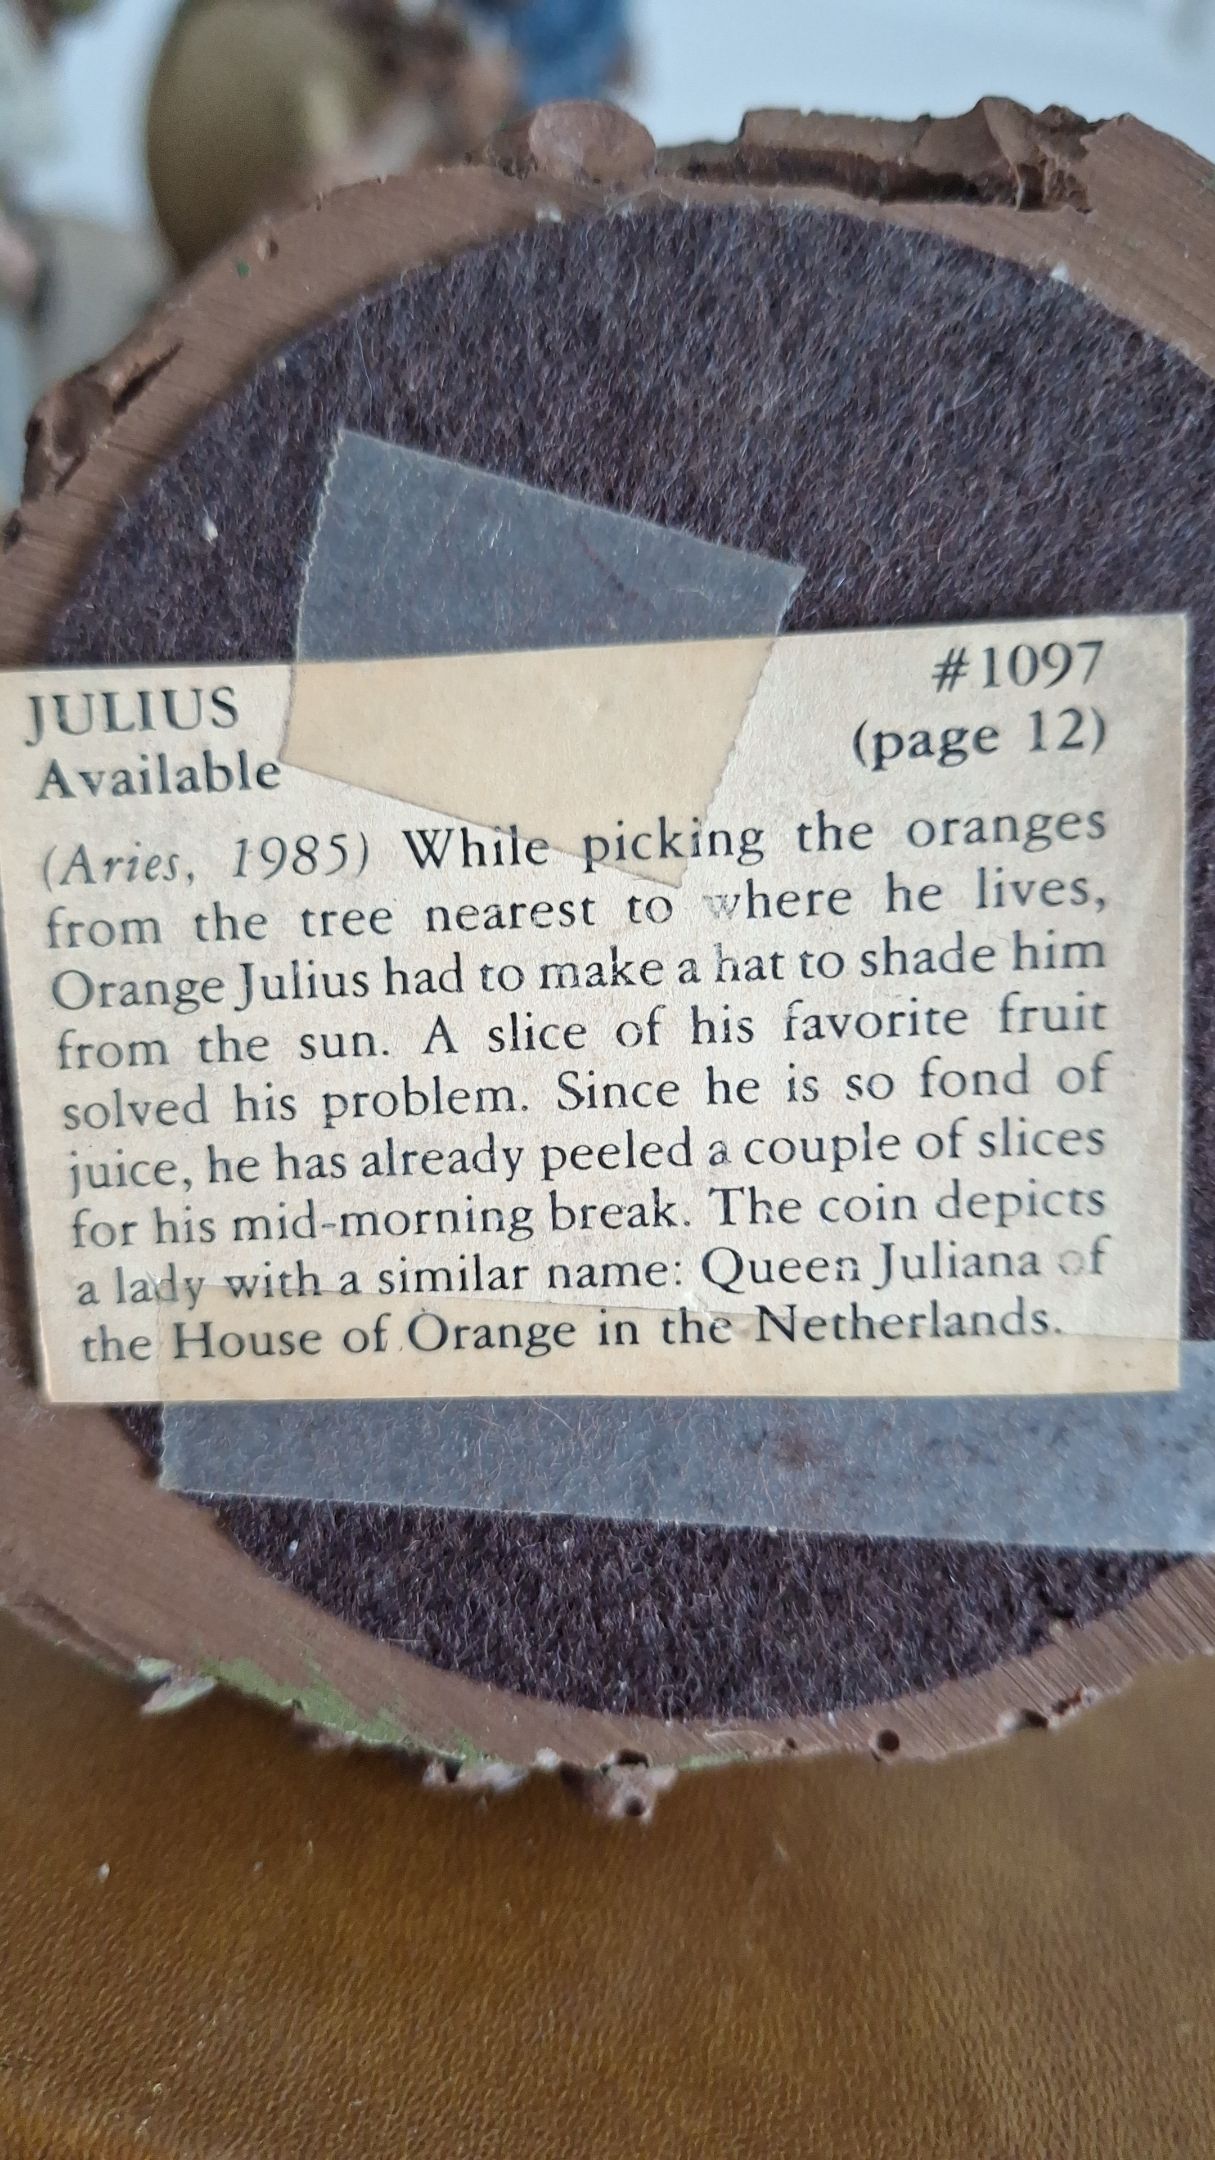 JULIUS #1097
Available (page 12)
(Aries, 1985) While picking the oranges
from the tree nearest to where he lives,
Orange Julius had to make a hat to shade him
from the sun. A slice of his favorite fruit
solved his problem. Since he is so fond of
juice, he has already peeled a couple of slices
for his mid-morning break. The coin depicts
a lady with a similar name: Queen Juliana of
the House of Orange in the Netherlands.